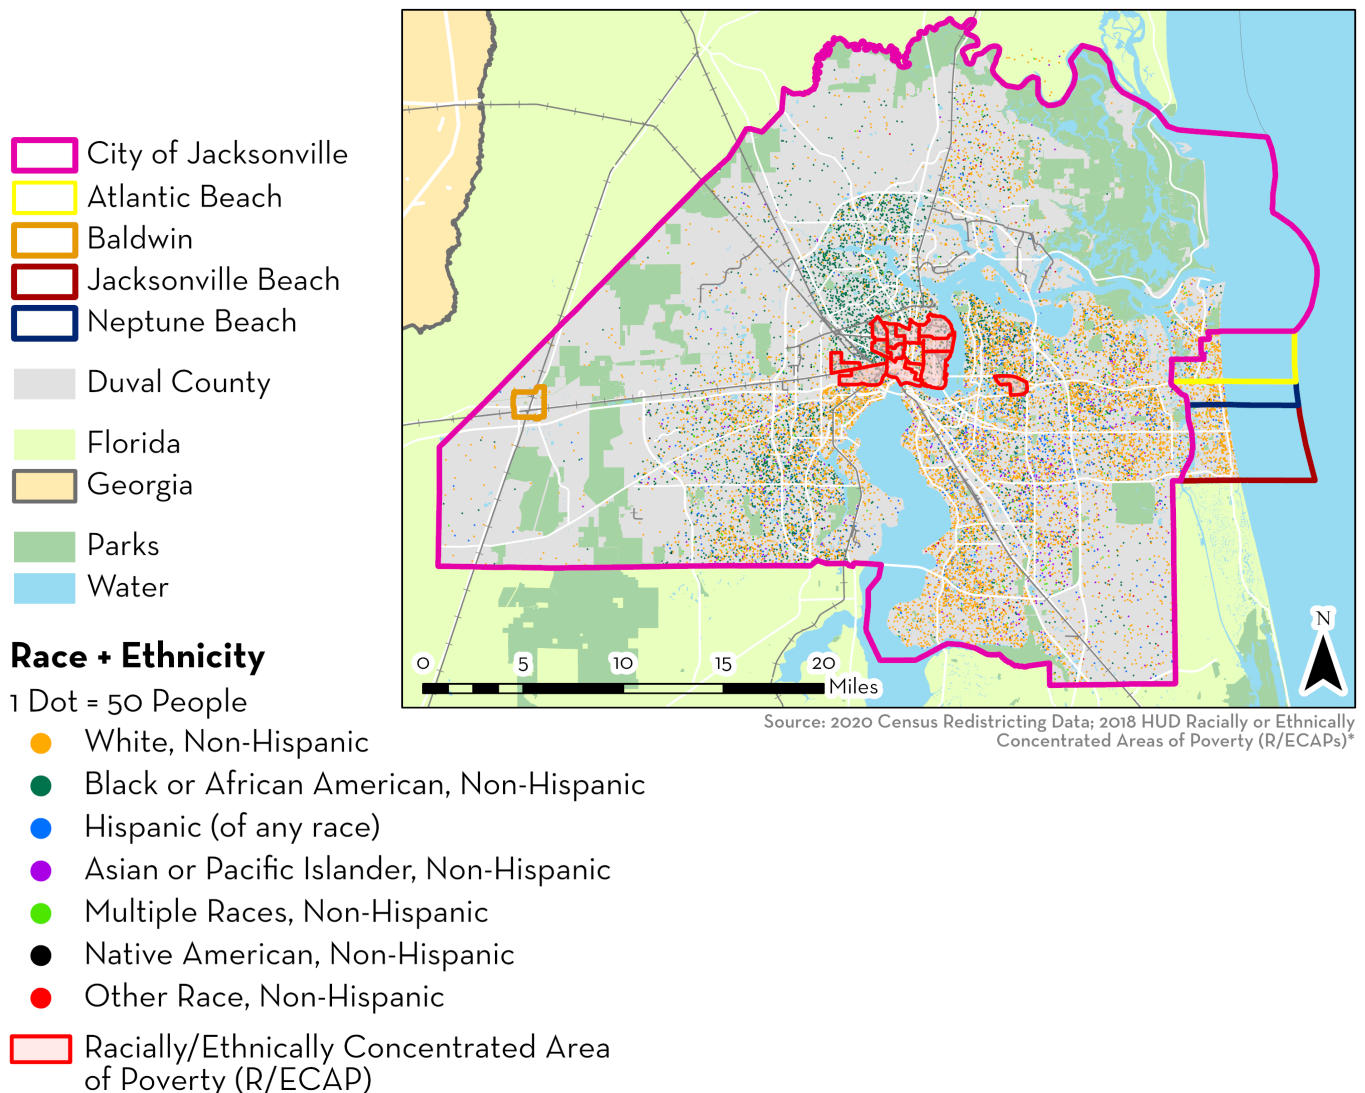 City of Jacksonville
Atlantic Beach
Baldwin
Jacksonville Beach
Neptune Beach
Duval County
Florida
Georgia
Parks
Water
Race + Ethnicity
1 Dot = 50 People
White, Non-Hispanic
Black or African American, Non-Hispanic
Hispanic (of any race)
Asian or Pacific Islander, Non-Hispanic
Multiple Races, Non-Hispanic
Native American, Non-Hispanic
Other Race, Non-Hispanic
Racially/Ethnically Concentrated Area
of Poverty (R/ECAP)
0 5 10 15 20
Miles
N
Source: 2020 Census Redistricting Data; 2018 HUD Racially or Ethnically
Concentrated Areas of Poverty (R/ECAPs)*